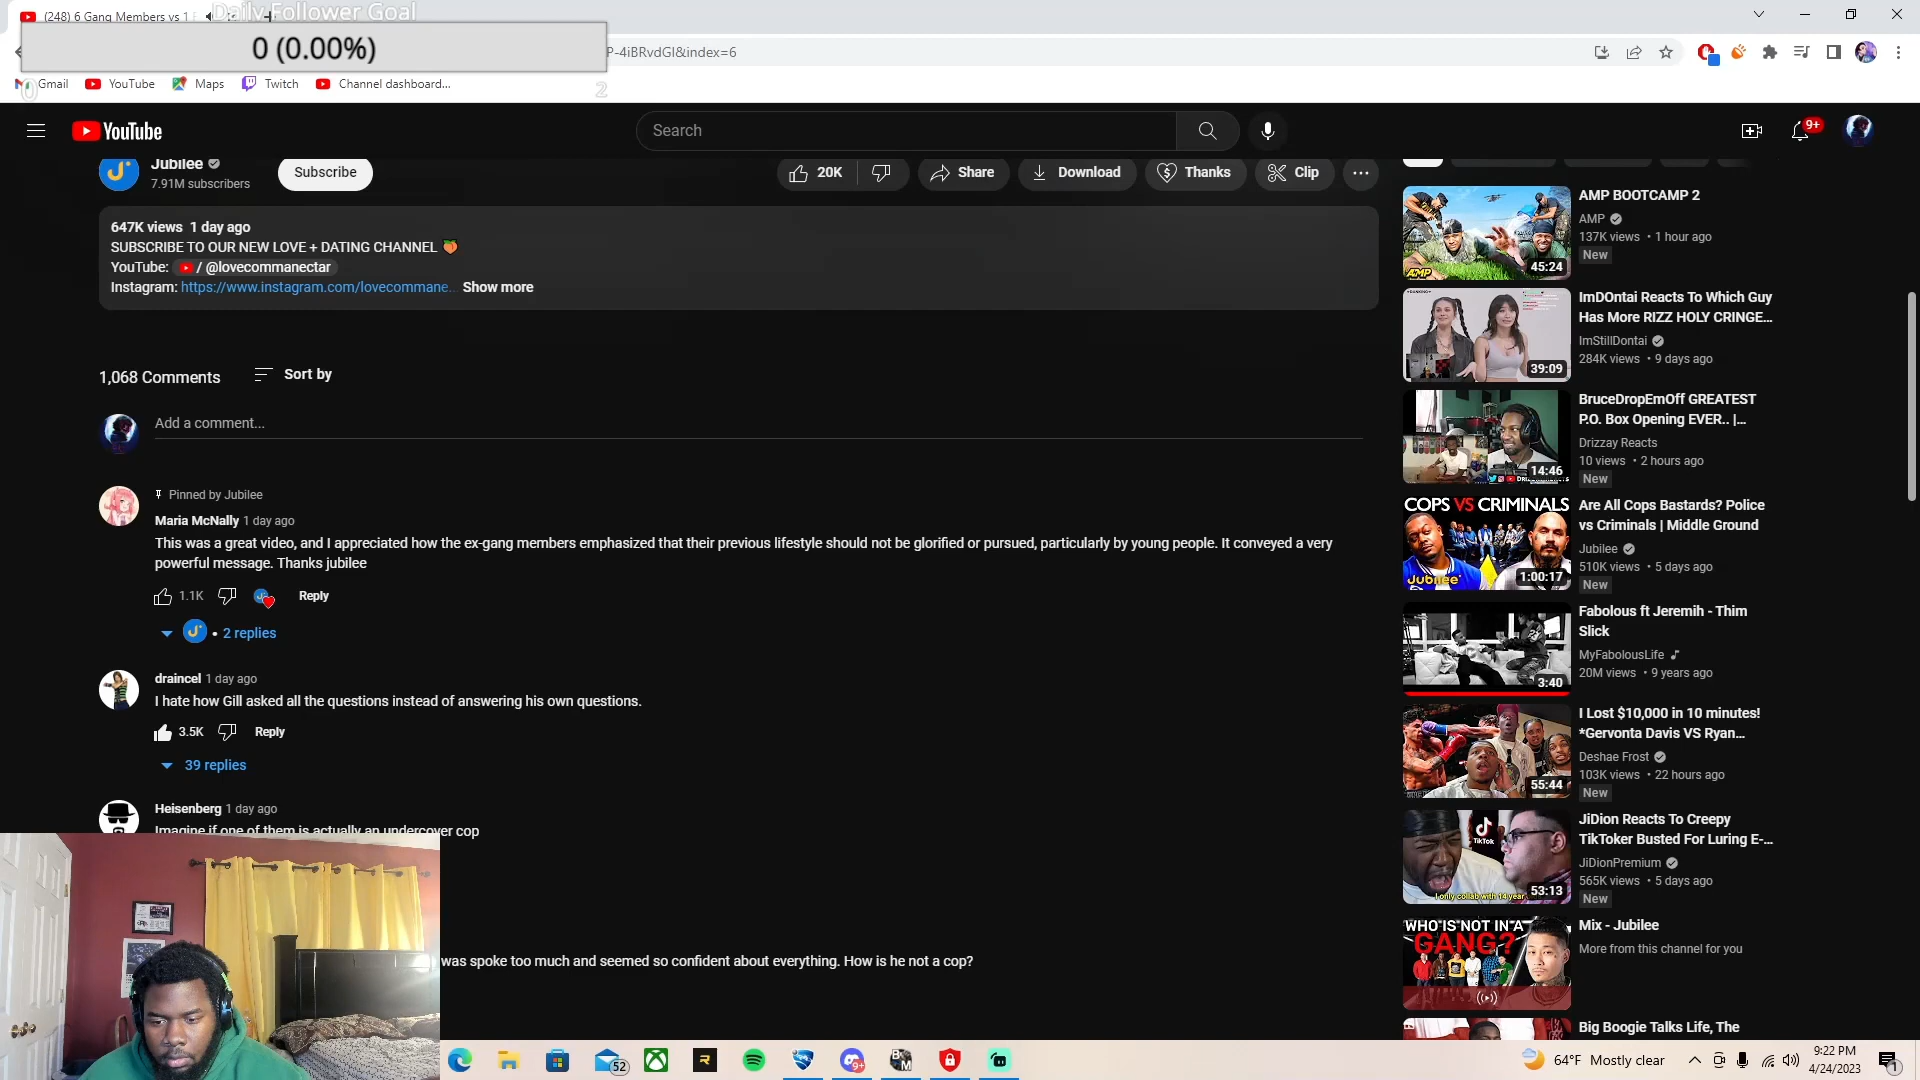 (248) 6 Gang Members vs 1
Daily Follower Goal
0 (0.00%)
0
2
P-4iBRvdGI&index=6
Gmail
YouTube
Maps
Twitch
Channel dashboard...
YouTube
Search
9+
Jubilee
7.91M subscribers
Subscribe
20K
Share
Download
Thanks
Clip
647K views 1 day ago
SUBSCRIBE TO OUR NEW LOVE + DATING CHANNEL
YouTube: / @lovecommanectar
Instagram: https://www.instagram.com/lovecommane... Show more
1,068 Comments
Sort by
Add a comment...
Pinned by Jubilee
Maria McNally 1 day ago
This was a great video, and I appreciated how the ex-gang members emphasized that their previous lifestyle should not be glorified or pursued, particularly by young people. It conveyed a very
powerful message. Thanks jubilee
1.1K
Reply
• 2 replies
draincel 1 day ago
I hate how Gill asked all the questions instead of answering his own questions.
3.5K
Reply
39 replies
Heisenberg 1 day ago
Imagine if one of them is actually an undercover cop
was spoke too much and seemed so confident about everything. How is he not a cop?
AMP BOOTCAMP 2
AMP
137K views • 1 hour ago
New
AMP
45:24
ImDOntai Reacts To Which Guy
Has More RIZZ HOLY CRINGE...
ImStillDontai
284K views • 9 days ago
39:09
BruceDropEmOff GREATEST
P.O. Box Opening EVER.. |...
Drizzay Reacts
10 views • 2 hours ago
New
14:46
COPS VS CRIMINALS
Jubilee
1:00:17
Are All Cops Bastards? Police
vs Criminals | Middle Ground
Jubilee
510K views • 5 days ago
New
Fabolous ft Jeremih - Thim
Slick
MyFabolousLife
20M views • 9 years ago
3:40
I Lost $10,000 in 10 minutes!
*Gervonta Davis VS Ryan...
Deshae Frost
103K views • 22 hours ago
New
55:44
JiDion Reacts To Creepy
TikToker Busted For Luring E-...
JiDionPremium
565K views • 5 days ago
New
TikTok
I only collab with 14 year
53:13
WHO IS NOT IN A
GANG?
Mix - Jubilee
More from this channel for you
Big Boogie Talks Life, The
52
9+
64°F Mostly clear
9:22 PM
4/24/2023
1